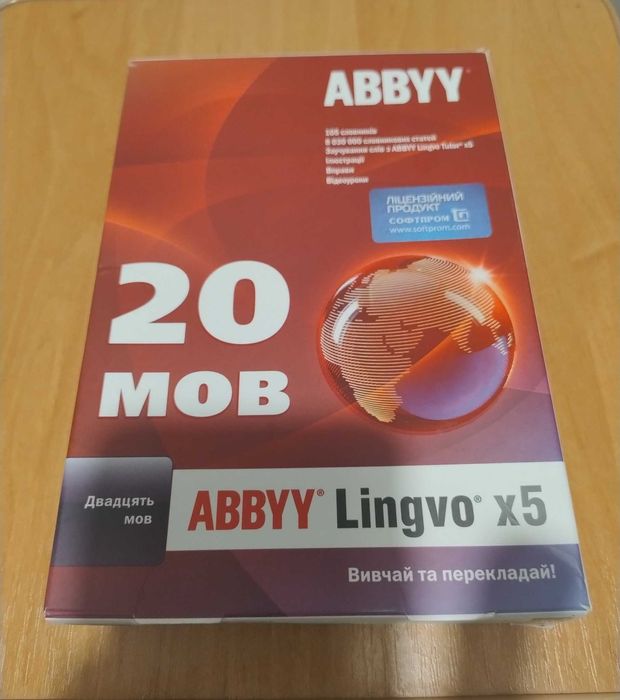 ABBYY®
105 словників
8 030 000 словникових статей
Заучування слів з ABBYY Lingvo Tutor® x5
Ілюстрації
Вправи
Відеоуроки
ЛІЦЕНЗІЙНИЙ
ПРОДУКТ
СОФТПРОМ
www.softprom.com
20
МОВ
Двадцять
мов
ABBYY® Lingvo® x5
Вивчай та перекладай!